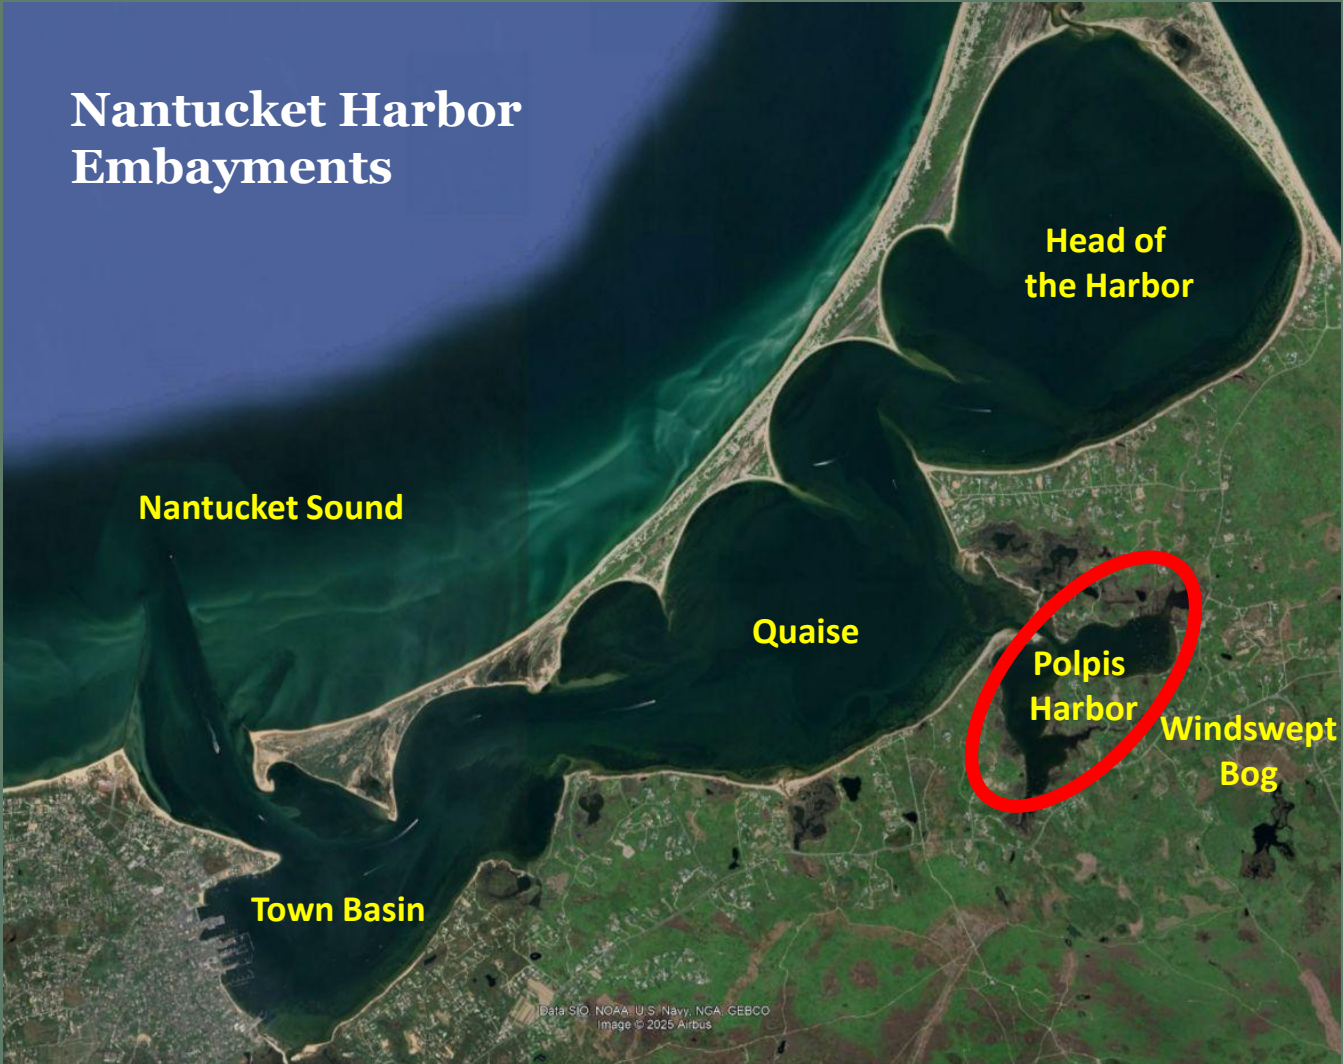 Nantucket Harbor
Embayments
Head of
the Harbor
Nantucket Sound
Quaise
Polpis
Harbor
Windswept
Bog
Town Basin
Data SIO, NOAA, U.S. Navy, NGA, GEBCO
Image © 2025 Airbus